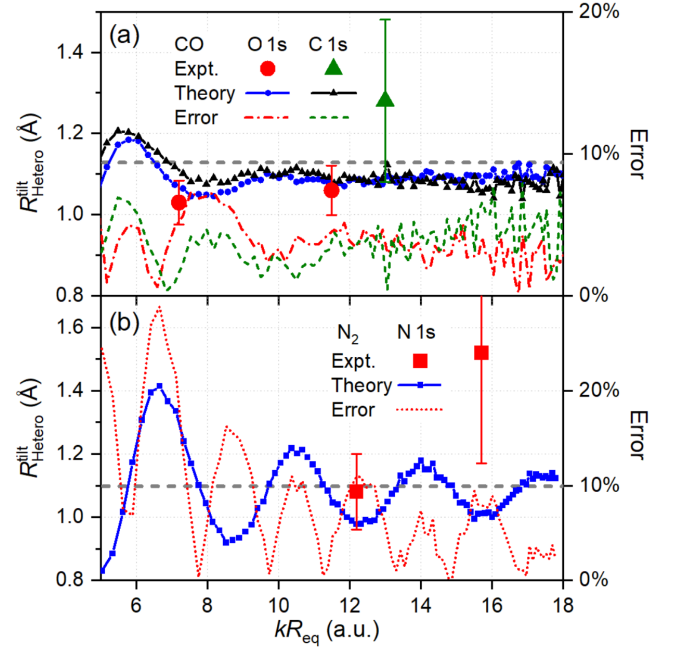 (a)
CO O 1s C 1s
Expt.
Theory
Error
1.4
1.2
1.0
0.8
R^tilt_Hetero (Å)
20%
10%
0%
Error
(b)
N₂ N 1s
Expt.
Theory
Error
1.6
1.4
1.2
1.0
0.8
R^tilt_Hetero (Å)
20%
10%
0%
Error
6 8 10 12 14 16 18
kR_eq (a.u.)